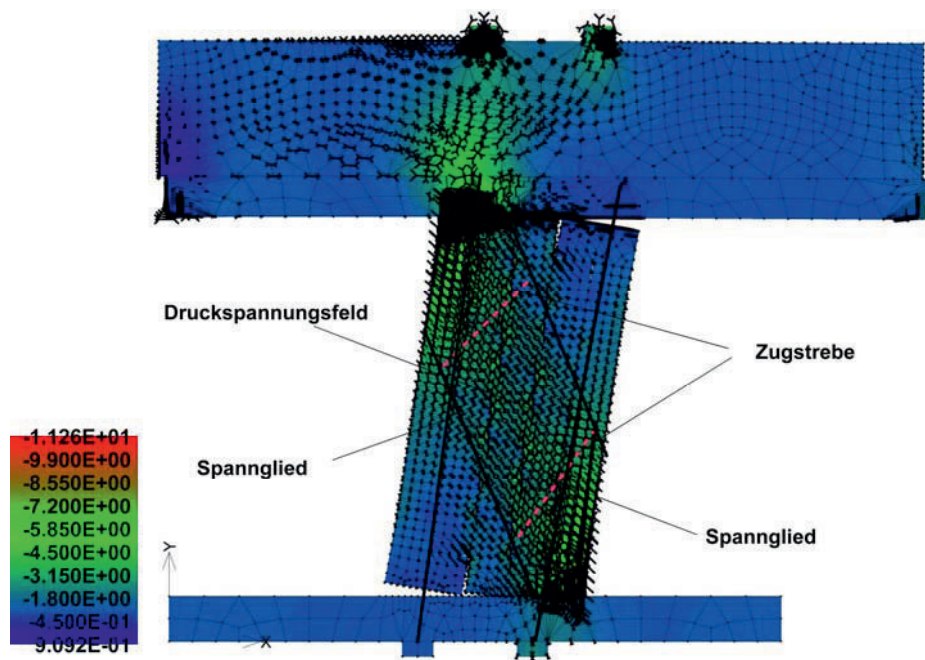 Druckspannungsfeld
Zugstrebe
Spannglied
Spannglied
-1.126E+01
-9.900E+00
-8.550E+00
-7.200E+00
-5.850E+00
-4.500E+00
-3.150E+00
-1.800E+00
-4.500E-01
9.092E-01
Y
X